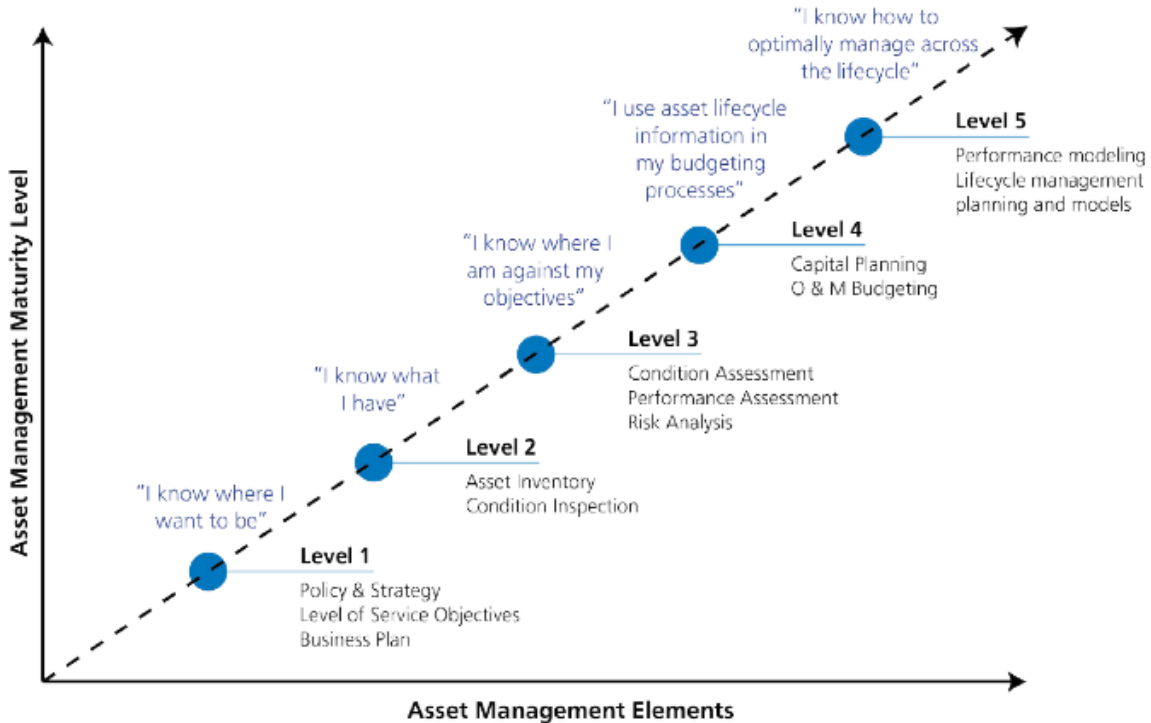 "I know how to
optimally manage across
the lifecycle"
"I use asset lifecycle
information in
my budgeting
processes"
Level 5
Performance modeling
Lifecycle management
planning and models
"I know where I
am against my
objectives"
Level 4
Capital Planning
O & M Budgeting
"I know what
I have"
Level 3
Condition Assessment
Performance Assessment
Risk Analysis
"I know where I
want to be"
Level 2
Asset Inventory
Condition Inspection
Level 1
Policy & Strategy
Level of Service Objectives
Business Plan
Asset Management Maturity Level
Asset Management Elements